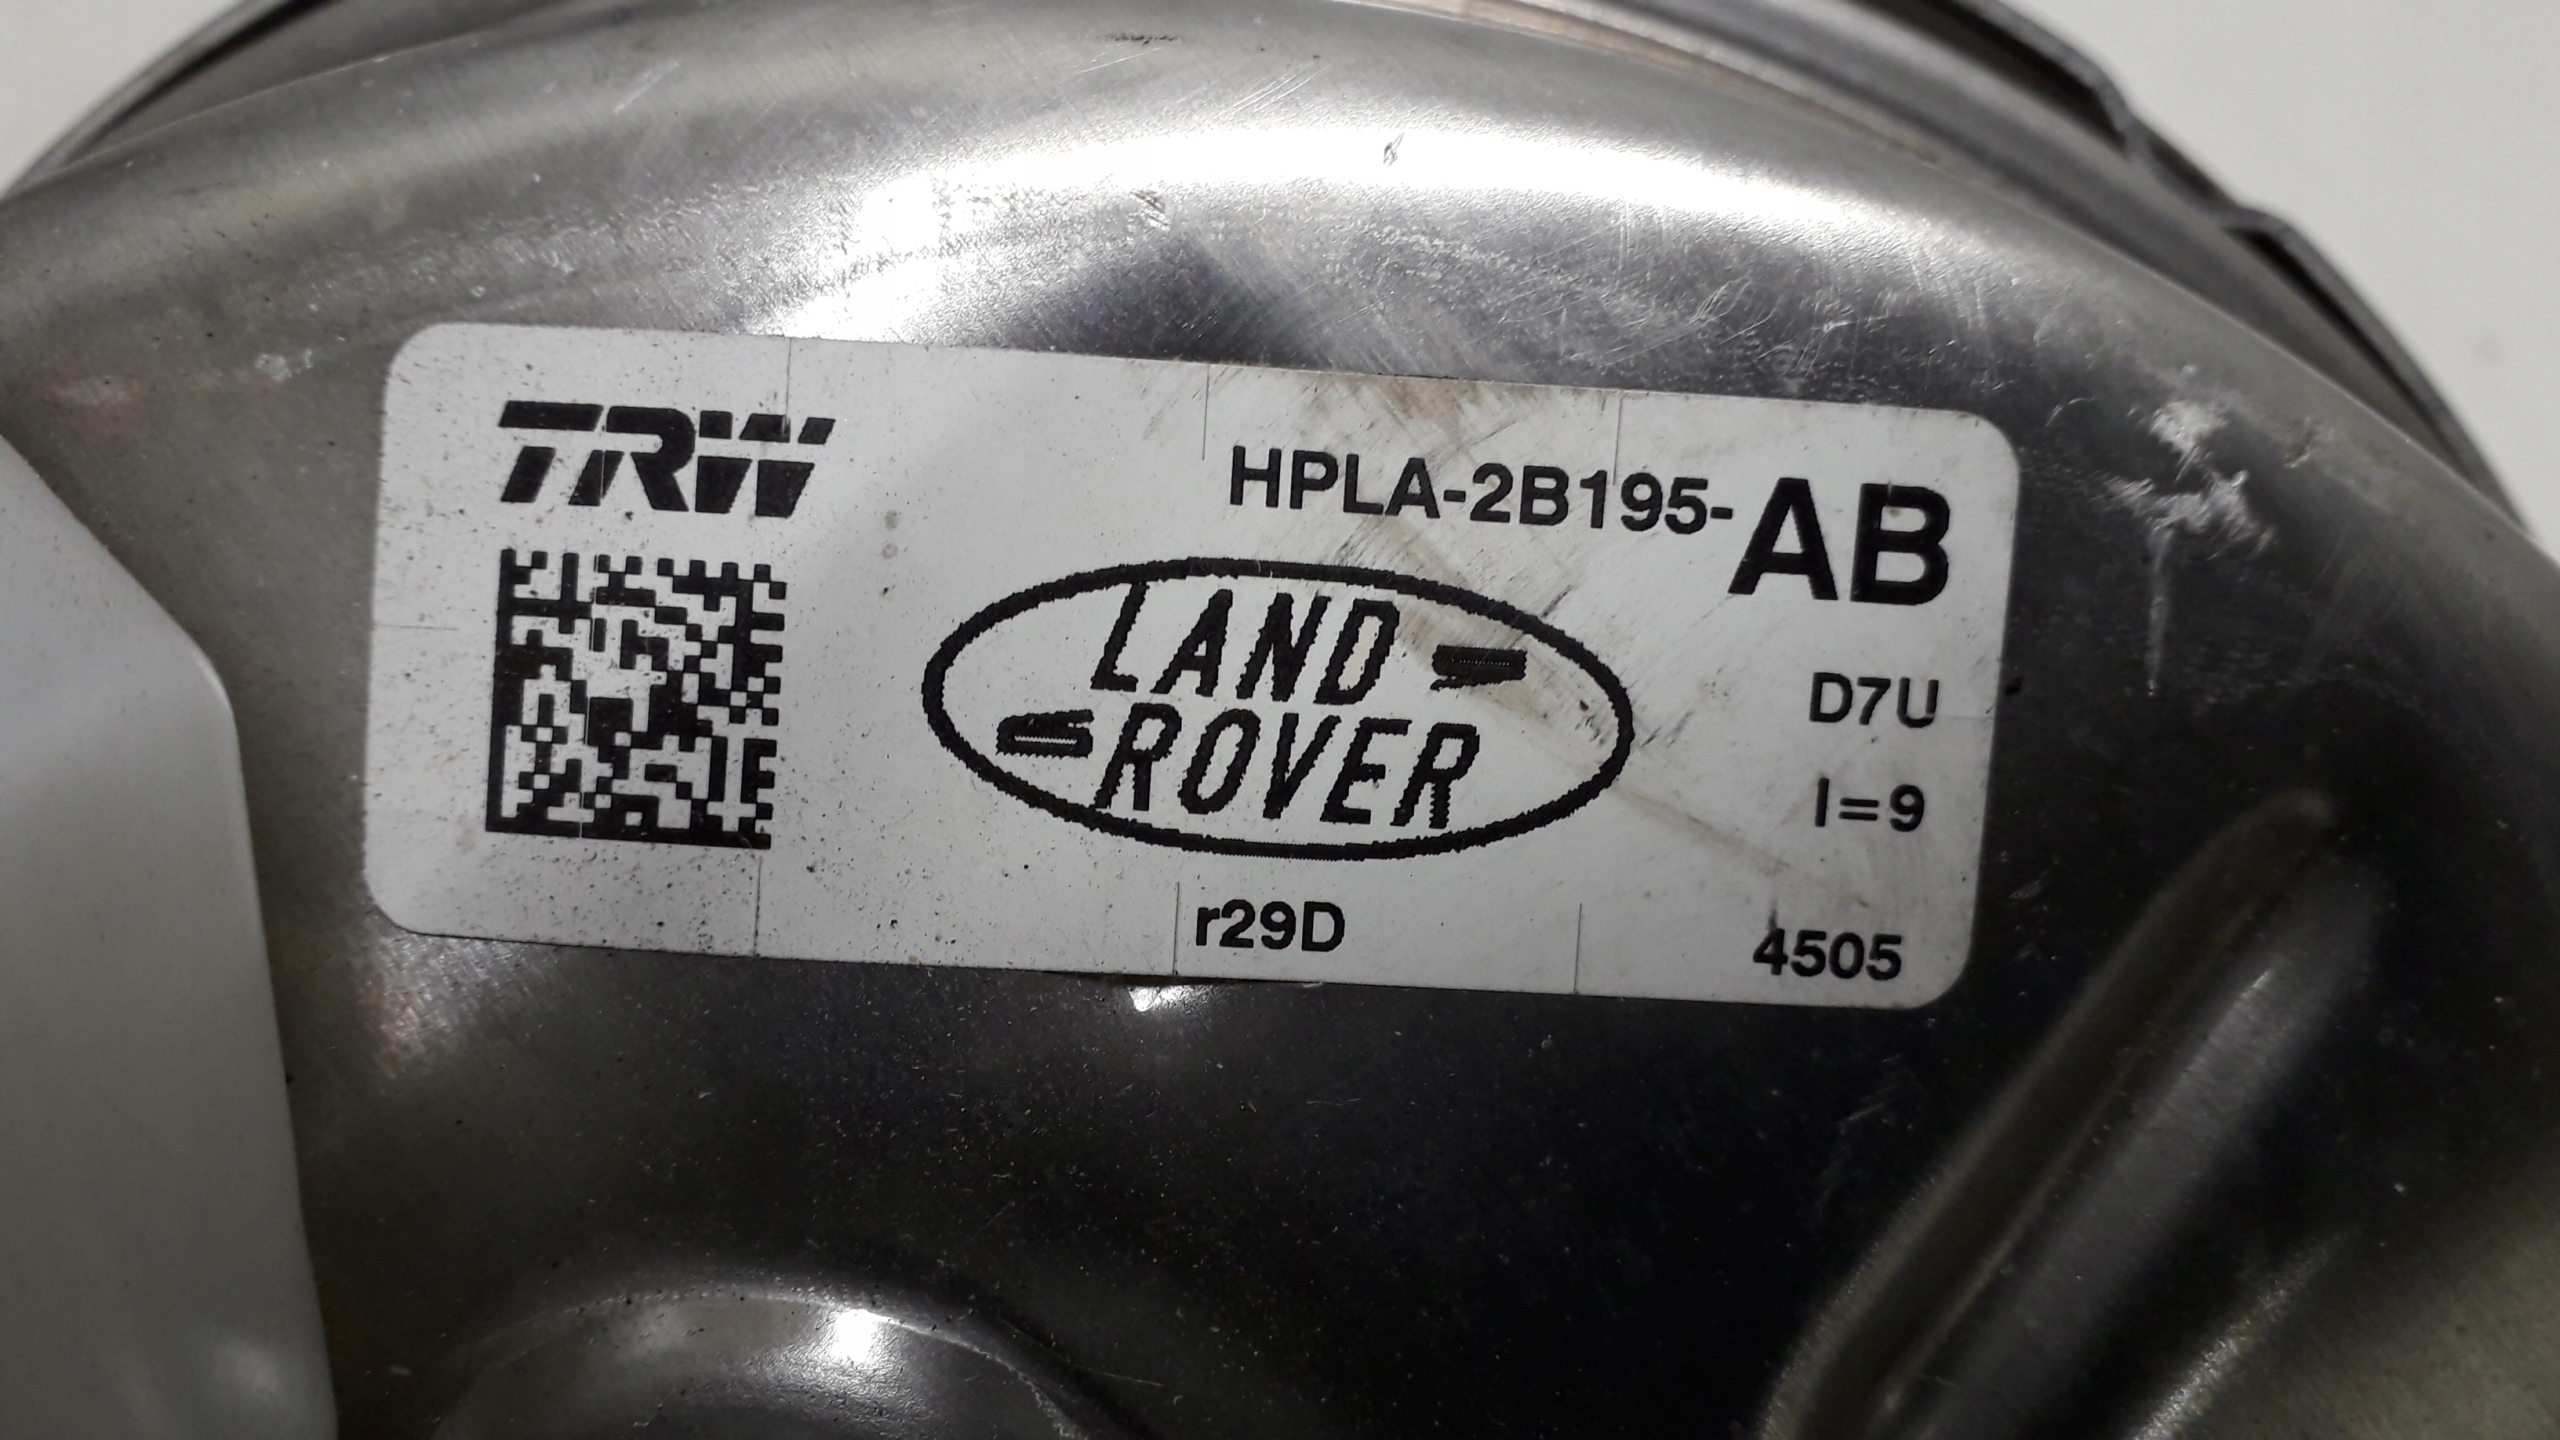 TRW
HPLA-2B195-AB
LAND
ROVER
D7U
I=9
r29D
4505